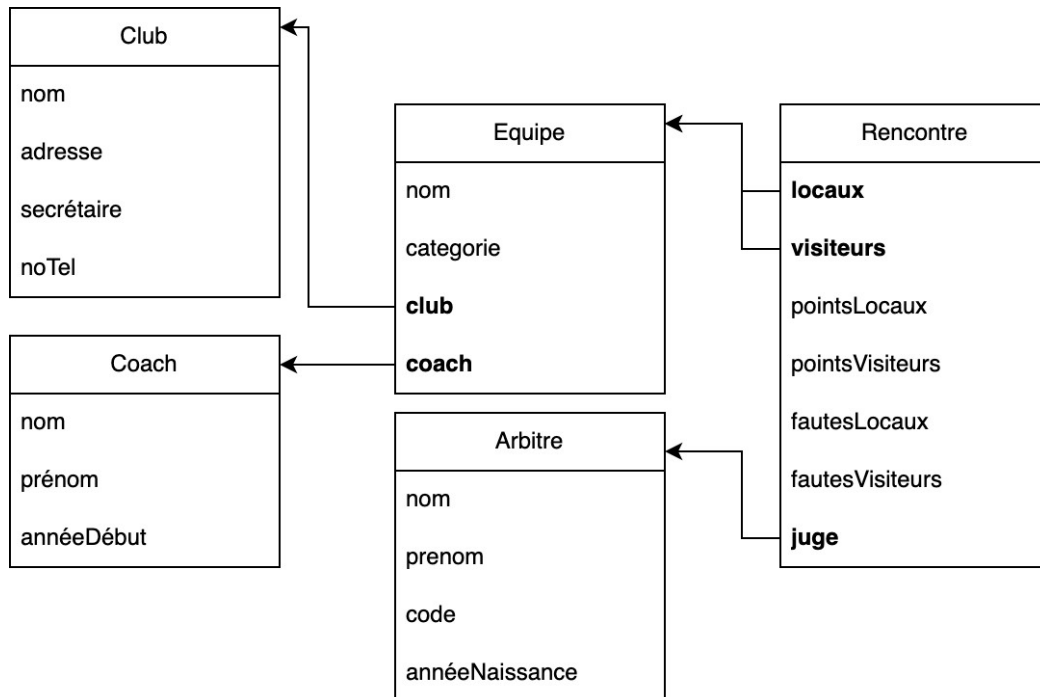 Club
nom
adresse
secrétaire
noTel
Coach
nom
prénom
annéeDébut
Equipe
nom
categorie
club
coach
Arbitre
nom
prenom
code
annéeNaissance
Rencontre
locaux
visiteurs
pointsLocaux
pointsVisiteurs
fautesLocaux
fautesVisiteurs
juge